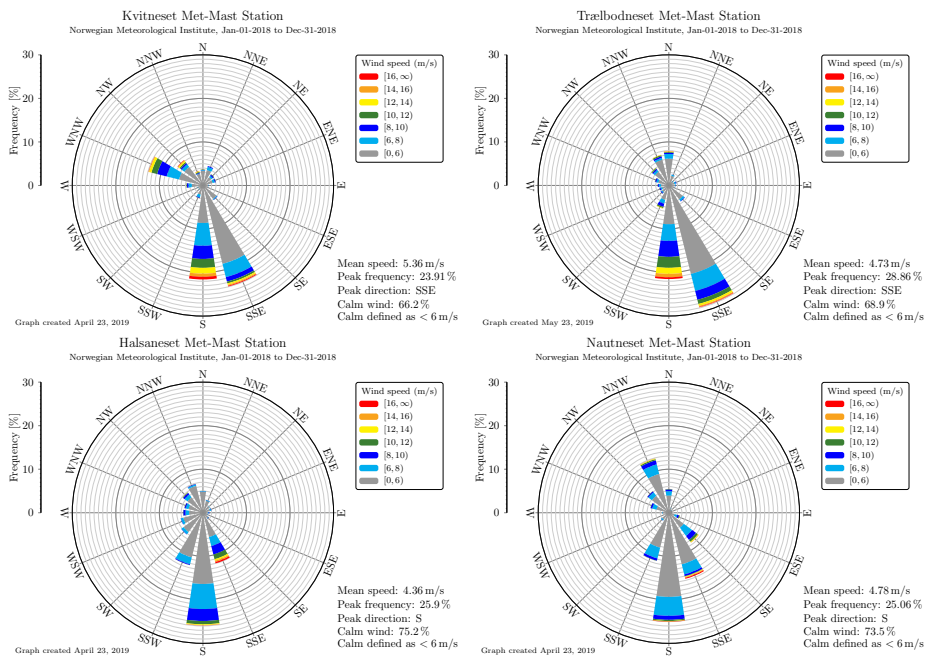 Kvitneset Met-Mast Station
Norwegian Meteorological Institute, Jan-01-2018 to Dec-31-2018
N
NNE
NE
ENE
E
ESE
SE
SSE
S
SSW
SW
WSW
W
WNW
NW
NNW
Frequency [%]
30
20
10
0
Wind speed (m/s)
[16, ∞)
[14, 16)
[12, 14)
[10, 12)
[8, 10)
[6, 8)
[0, 6)
Mean speed: 5.36 m/s
Peak frequency: 23.91 %
Peak direction: SSE
Calm wind: 66.2 %
Calm defined as < 6 m/s
Graph created April 23, 2019
Trælbodneset Met-Mast Station
Norwegian Meteorological Institute, Jan-01-2018 to Dec-31-2018
N
NNE
NE
ENE
E
ESE
SE
SSE
S
SSW
SW
WSW
W
WNW
NW
NNW
Frequency [%]
30
20
10
0
Wind speed (m/s)
[16, ∞)
[14, 16)
[12, 14)
[10, 12)
[8, 10)
[6, 8)
[0, 6)
Mean speed: 4.73 m/s
Peak frequency: 28.86 %
Peak direction: SSE
Calm wind: 68.9 %
Calm defined as < 6 m/s
Graph created May 23, 2019
Halsaneset Met-Mast Station
Norwegian Meteorological Institute, Jan-01-2018 to Dec-31-2018
N
NNE
NE
ENE
E
ESE
SE
SSE
S
SSW
SW
WSW
W
WNW
NW
NNW
Frequency [%]
30
20
10
0
Wind speed (m/s)
[16, ∞)
[14, 16)
[12, 14)
[10, 12)
[8, 10)
[6, 8)
[0, 6)
Mean speed: 4.36 m/s
Peak frequency: 25.9 %
Peak direction: S
Calm wind: 75.2 %
Calm defined as < 6 m/s
Graph created April 23, 2019
Nautneset Met-Mast Station
Norwegian Meteorological Institute, Jan-01-2018 to Dec-31-2018
N
NNE
NE
ENE
E
ESE
SE
SSE
S
SSW
SW
WSW
W
WNW
NW
NNW
Frequency [%]
30
20
10
0
Wind speed (m/s)
[16, ∞)
[14, 16)
[12, 14)
[10, 12)
[8, 10)
[6, 8)
[0, 6)
Mean speed: 4.78 m/s
Peak frequency: 25.06 %
Peak direction: S
Calm wind: 73.5 %
Calm defined as < 6 m/s
Graph created April 23, 2019